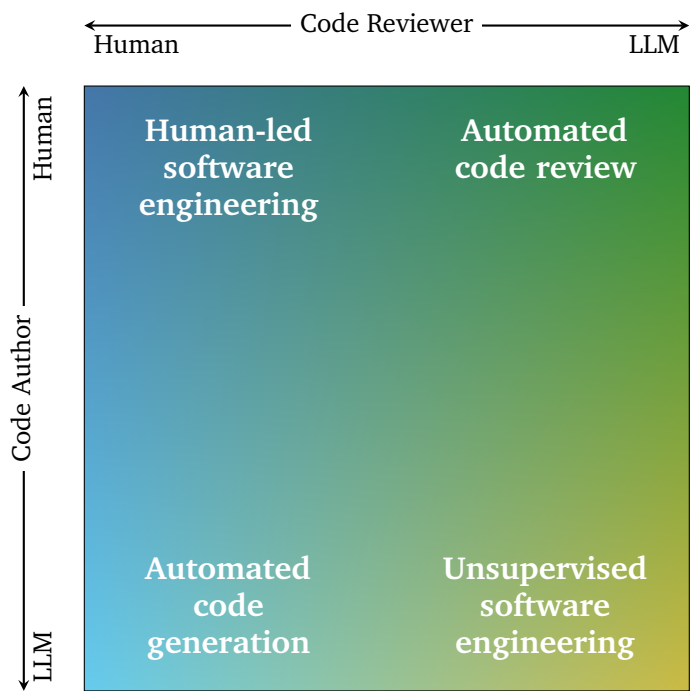 Code Reviewer
Human
LLM
Human
Code Author
LLM
Human-led
software
engineering
Automated
code review
Automated
code
generation
Unsupervised
software
engineering